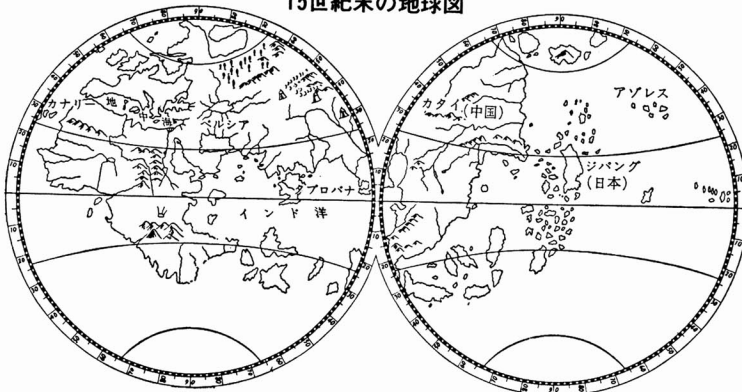 15世紀末の地球図
カナリー
地
中
海
ペルシア
タプロバナ
インド洋
カタイ(中国)
アゾレス
ジパング
(日本)